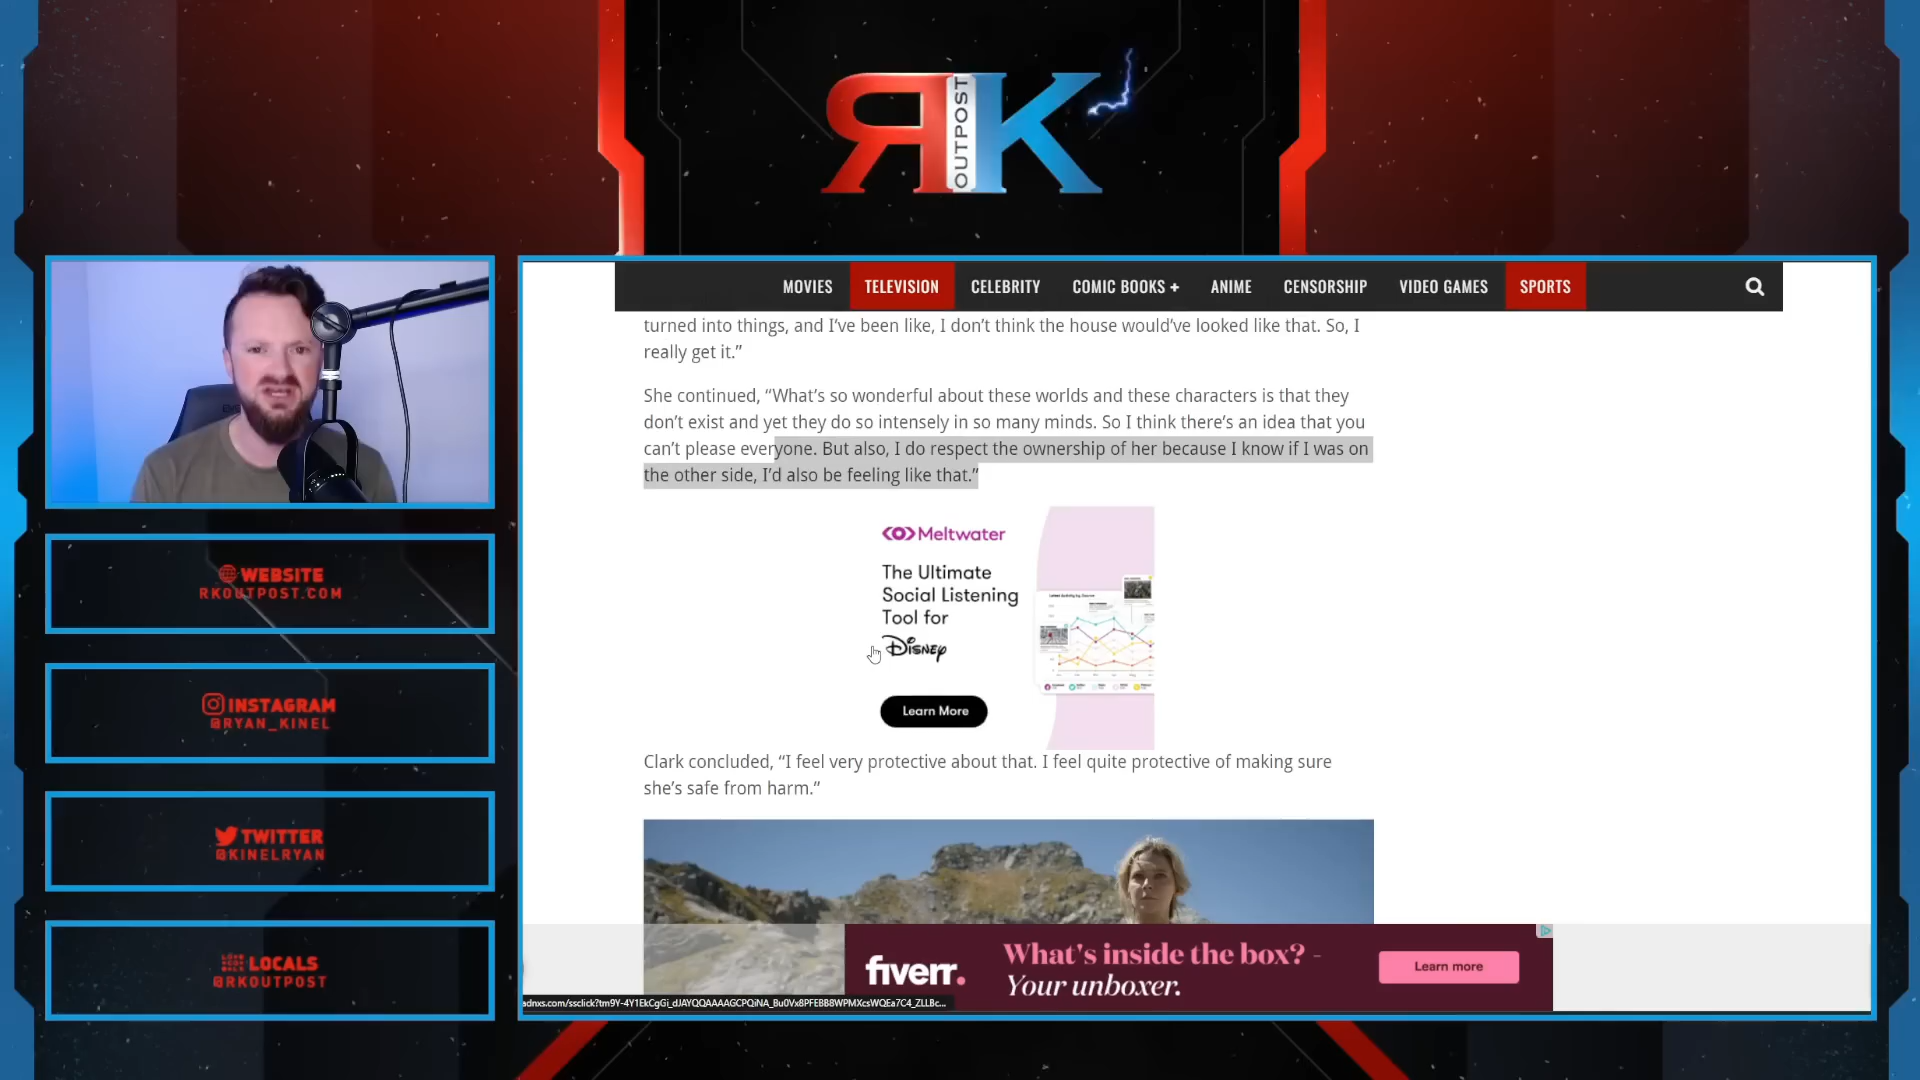 RK
OUTPOST
MOVIES TELEVISION CELEBRITY COMIC BOOKS + ANIME CENSORSHIP VIDEO GAMES SPORTS
turned into things, and I've been like, I don't think the house would've looked like that. So, I
really get it.”
She continued, “What's so wonderful about these worlds and these characters is that they
don't exist and yet they do so intensely in so many minds. So I think there's an idea that you
can't please everyone. But also, I do respect the ownership of her because I know if I was on
the other side, I'd also be feeling like that.”
Meltwater
The Ultimate
Social Listening
Tool for
Disney
Learn More
Clark concluded, “I feel very protective about that. I feel quite protective of making sure
she's safe from harm.”
fiverr.
What's inside the box? -
Your unboxer.
Learn more
WEBSITE
RKOUTPOST.COM
INSTAGRAM
@RYAN_KINEL
TWITTER
@KINELRYAN
LOCALS
@RKOUTPOST